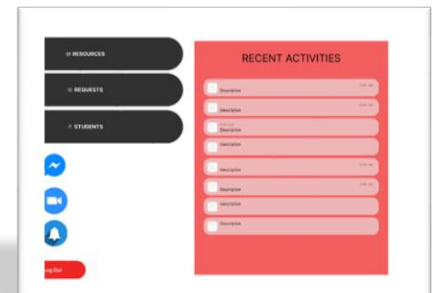 RESOURCES
REQUESTS
STUDENTS
Log Out
RECENT ACTIVITIES
Description
Description
Description
Description
Description
Description
Description
Description